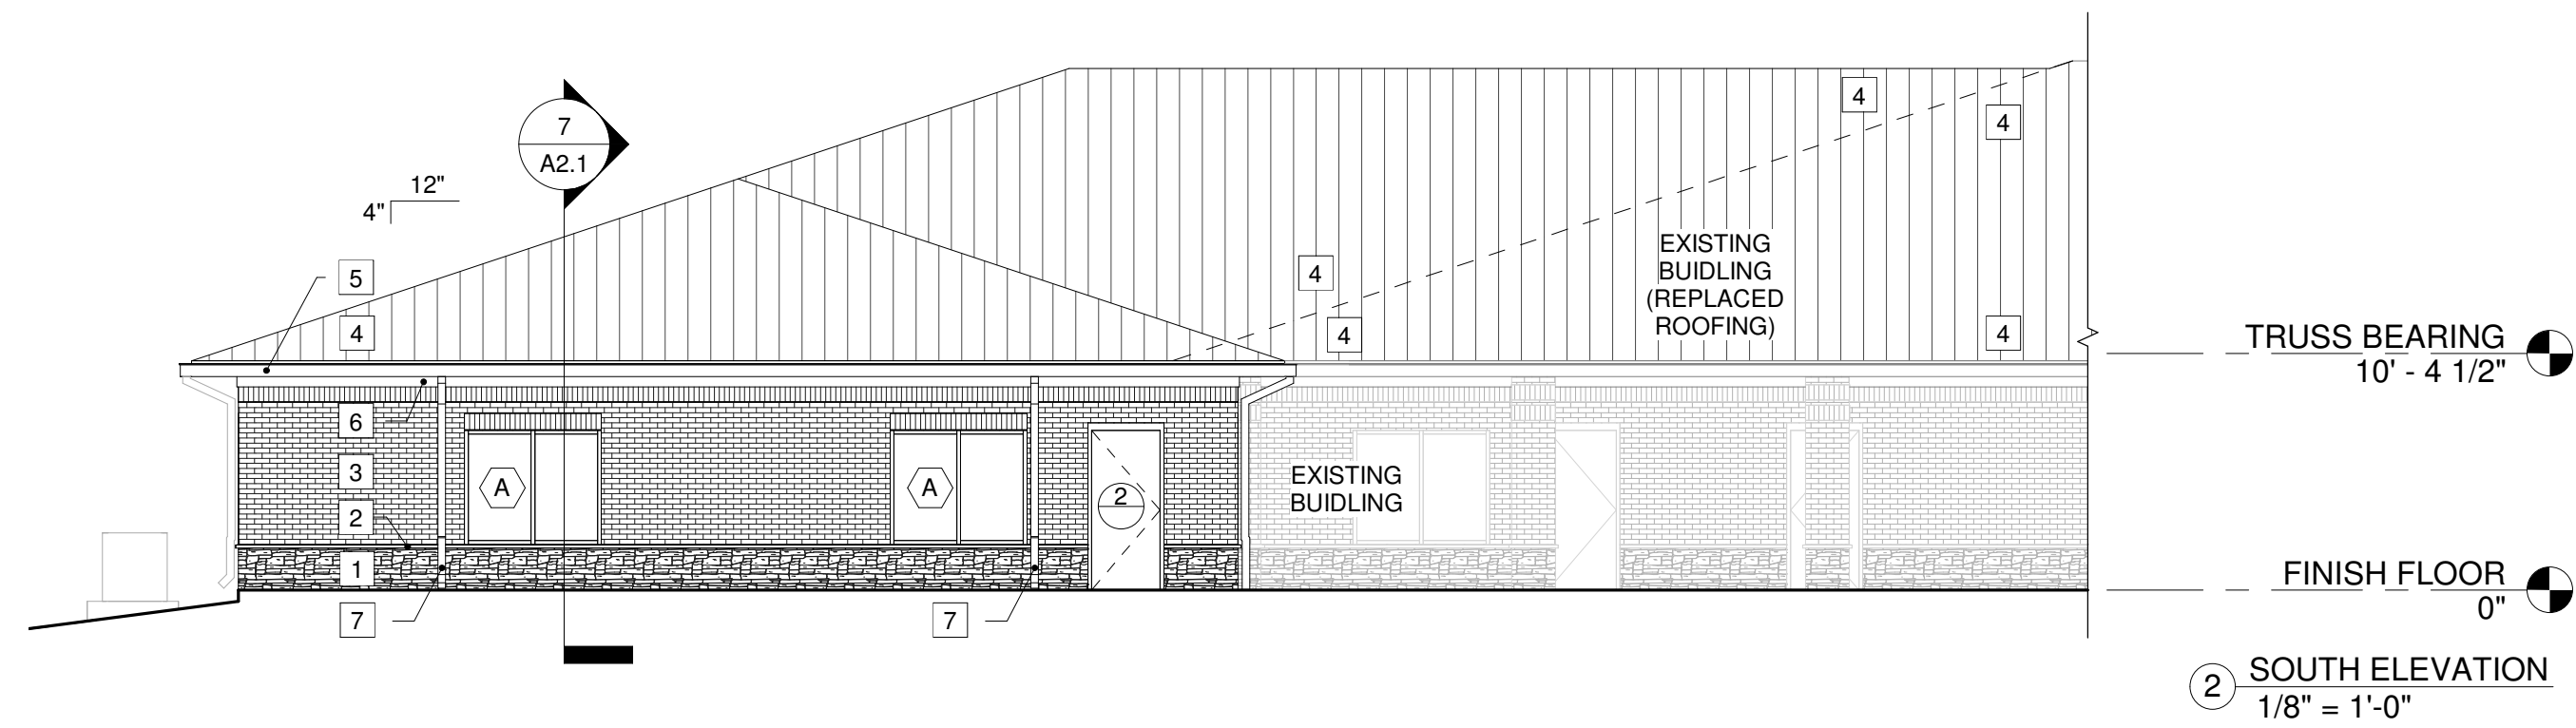 7
A2.1
12"
4"
5
4
6
3
2
1
7
A
A
2
7
4
4
4
4
4
EXISTING
BUIDLING
(REPLACED
ROOFING)
EXISTING
BUIDLING
TRUSS BEARING
10' - 4 1/2"
FINISH FLOOR
0"
2
SOUTH ELEVATION
1/8" = 1'-0"